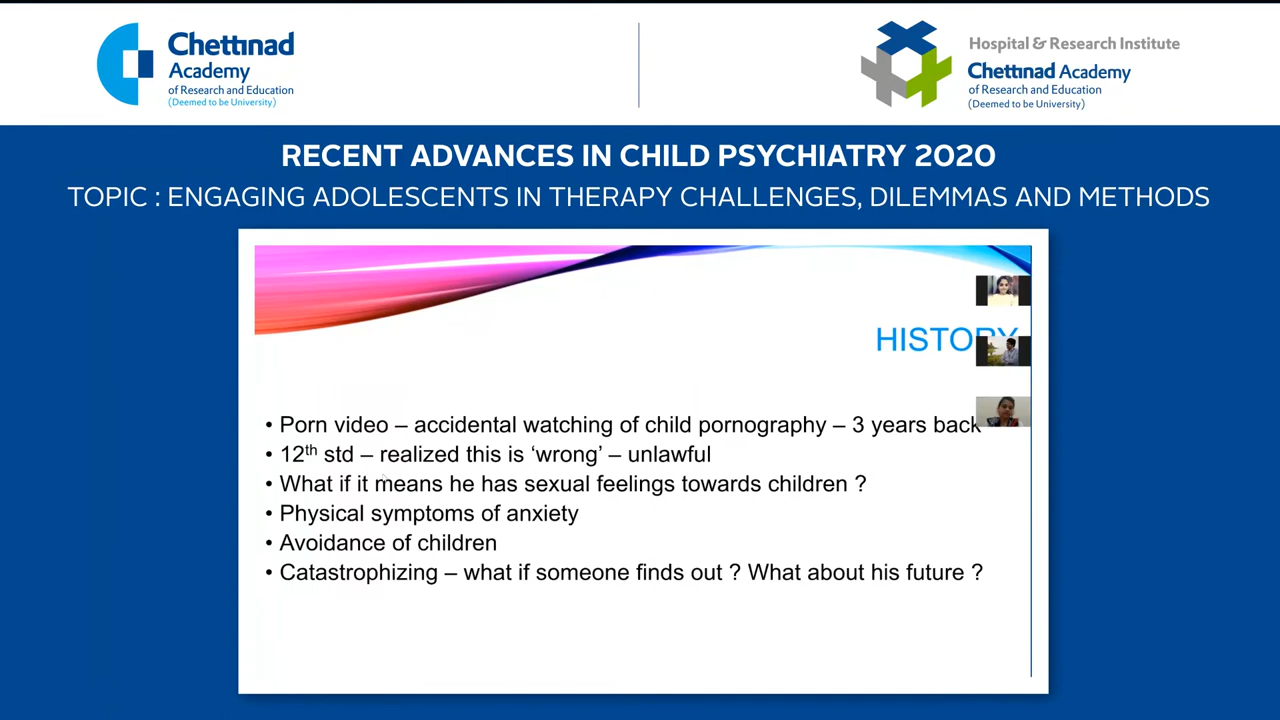 Chettinad
Academy
of Research and Education
(Deemed to be University)
Hospital & Research Institute
Chettinad Academy
of Research and Education
(Deemed to be University)
RECENT ADVANCES IN CHILD PSYCHIATRY 2020
TOPIC : ENGAGING ADOLESCENTS IN THERAPY CHALLENGES, DILEMMAS AND METHODS
HISTORY
• Porn video – accidental watching of child pornography – 3 years back
• 12th std – realized this is ‘wrong’ – unlawful
• What if it means he has sexual feelings towards children ?
• Physical symptoms of anxiety
• Avoidance of children
• Catastrophizing – what if someone finds out ? What about his future ?